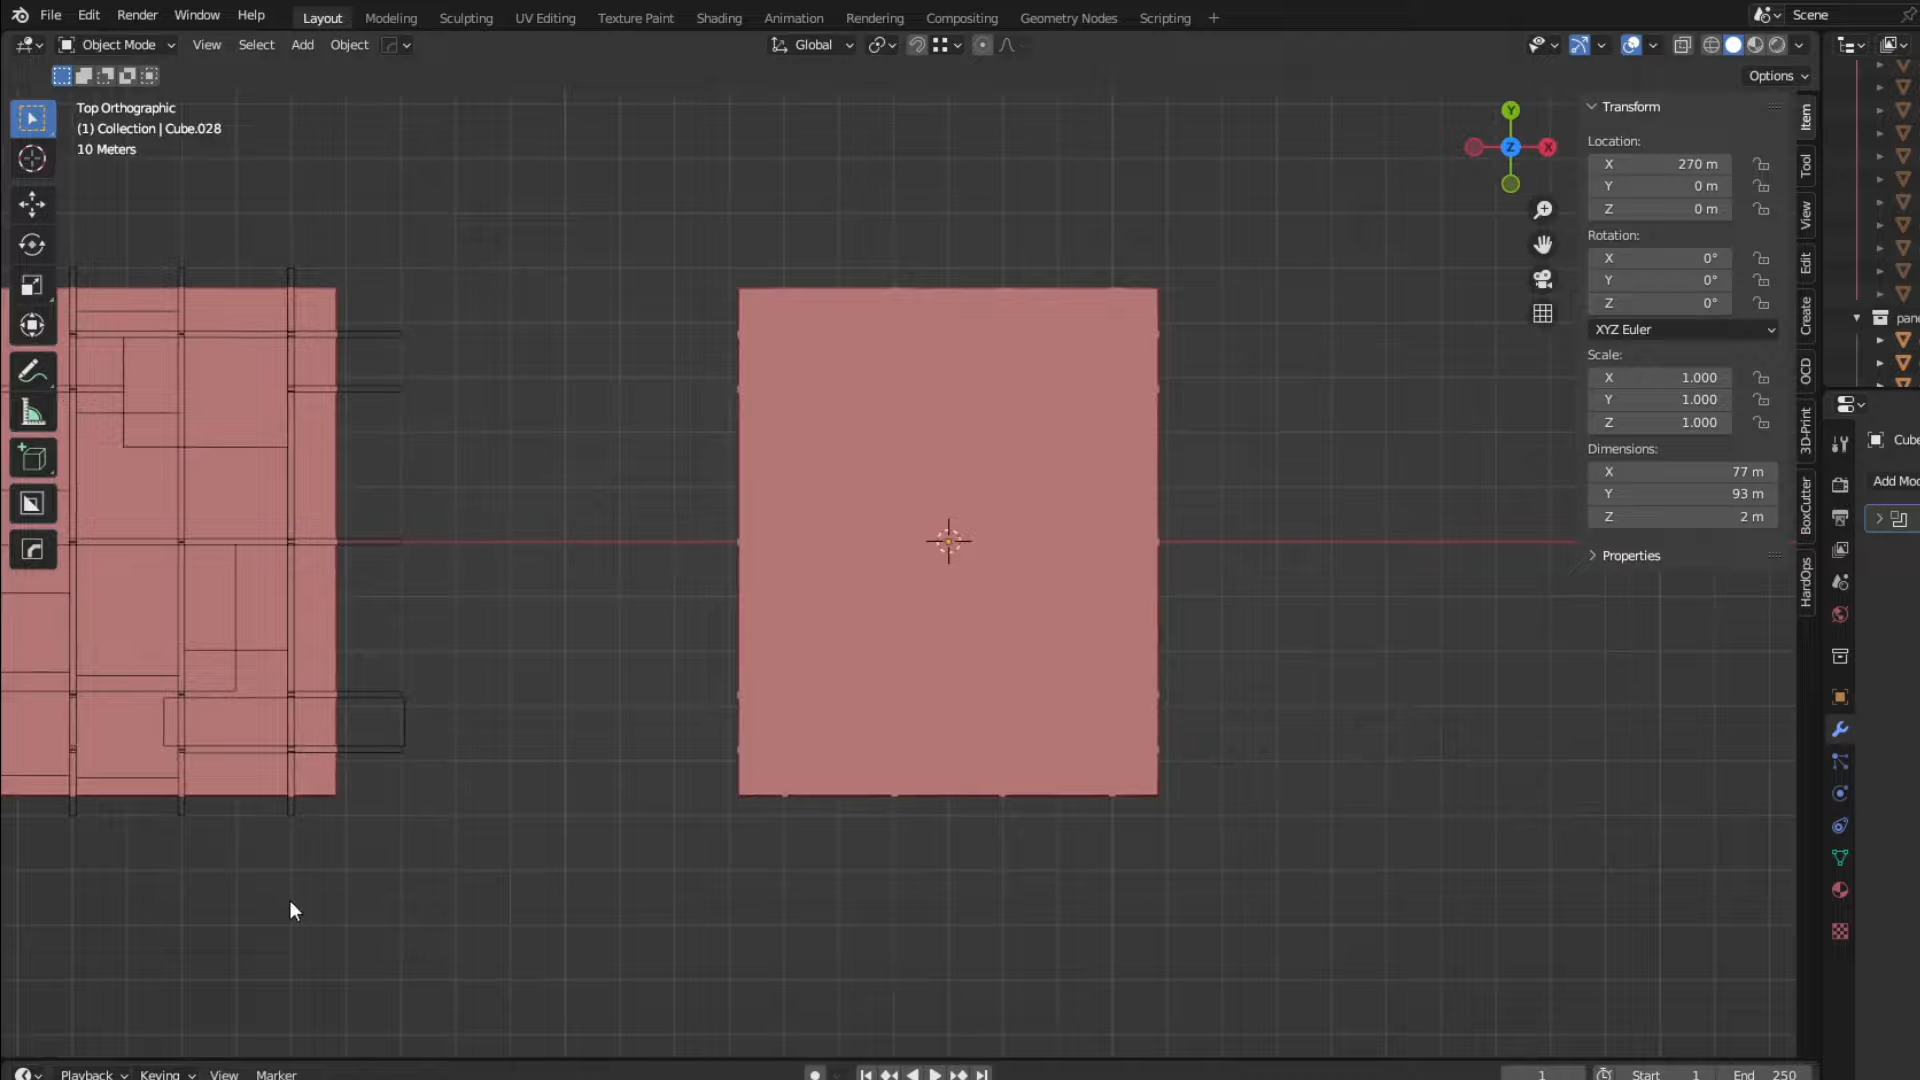 File Edit Render Window Help Layout Modeling Sculpting UV Editing Texture Paint Shading Animation Rendering Compositing Geometry Nodes Scripting + Scene
Object Mode View Select Add Object Global
Options
Top Orthographic
(1) Collection | Cube.028
10 Meters
Y
Z
X
Transform
Location:
X 270 m
Y 0 m
Z 0 m
Rotation:
X 0°
Y 0°
Z 0°
XYZ Euler
Scale:
X 1.000
Y 1.000
Z 1.000
Dimensions:
X 77 m
Y 93 m
Z 2 m
Properties
Item
Tool
View
Edit
Create
OCD
3D-Print
BoxCutter
HardOps
pane
Cube
Add Mo
Playback Keying View Marker 1 Start 1 End 250